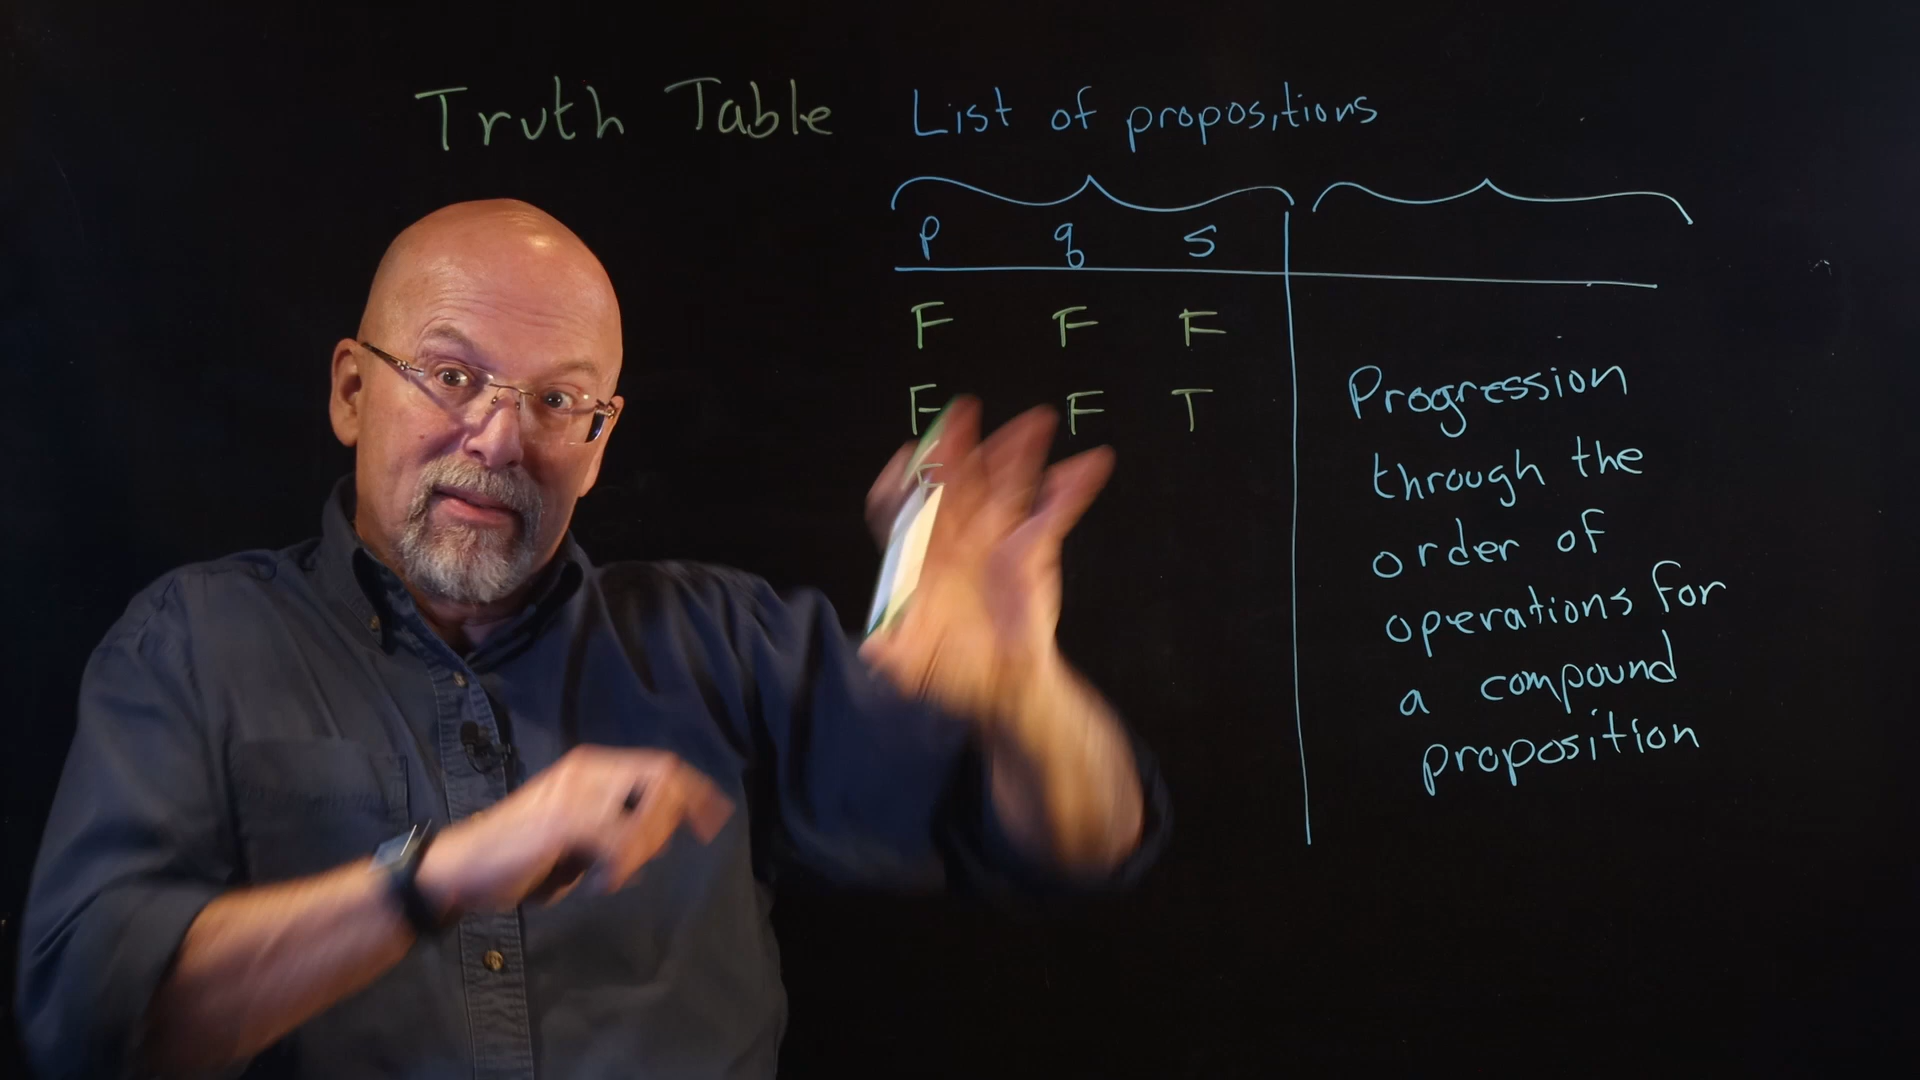 Truth Table List of propositions
p q s
F F F
F F T
F
Progression
through the
order of
operations for
a compound
proposition